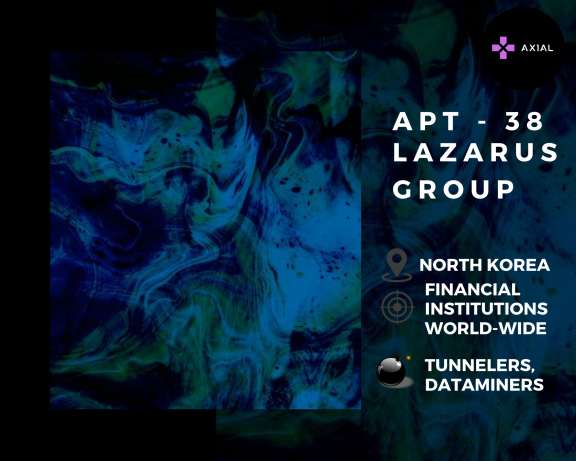 AXIAL
APT - 38
LAZARUS
GROUP
NORTH KOREA
FINANCIAL
INSTITUTIONS
WORLD-WIDE
TUNNELERS,
DATAMINERS